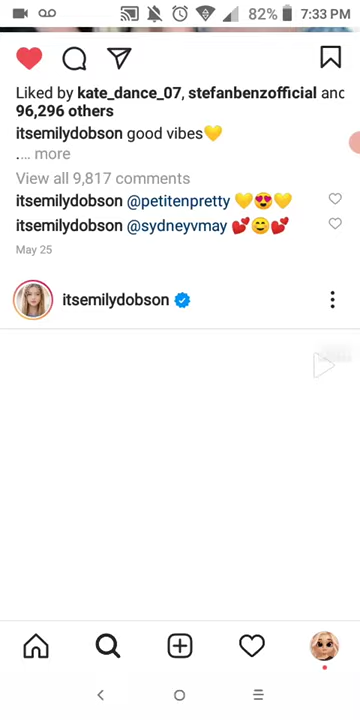 82% 7:33 PM
Liked by kate_dance_07, stefanbenzofficial and
96,296 others
itsemilydobson good vibes💛
.... more
View all 9,817 comments
itsemilydobson @petitenpretty 💛😍💛
itsemilydobson @sydneyvmay 💕☺️💕
May 25
itsemilydobson